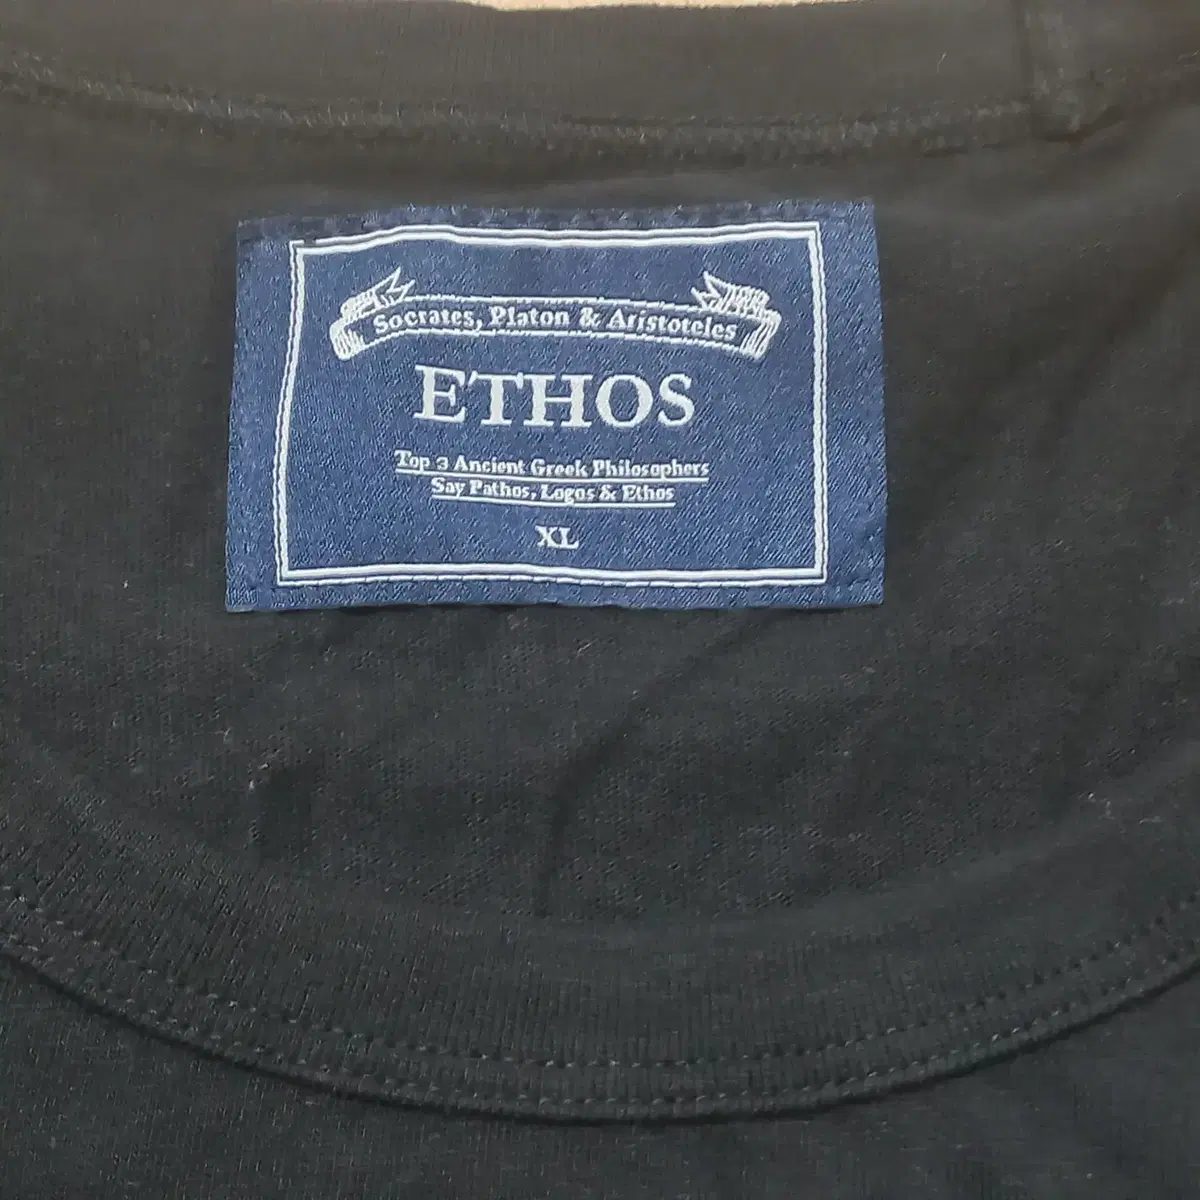 Socrates, Platon & Aristoteles
ETHOS
Top 3 Ancient Greek Philosophers
Say Pathos, Logos & Ethos
XL